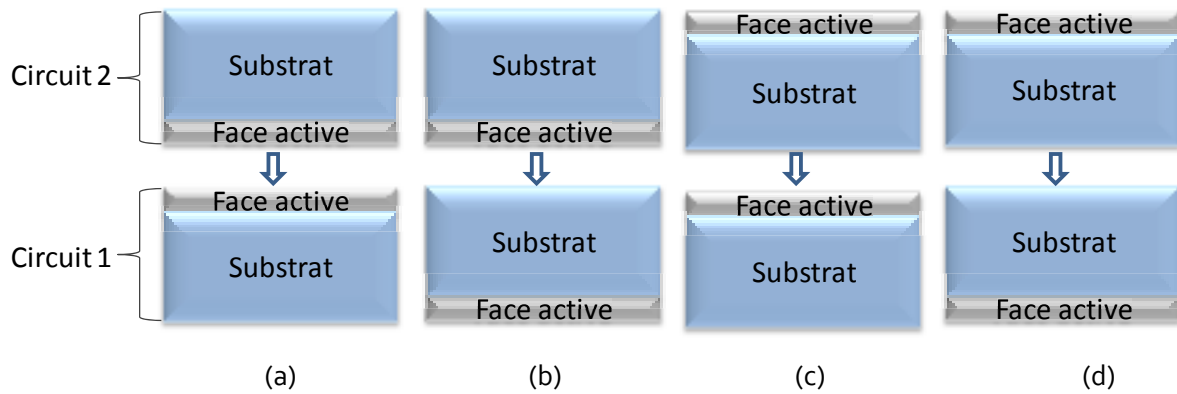 Face active Face active
Substrat Substrat
Circuit 2 Substrat Substrat
Face active Face active
Face active Face active
Substrat Substrat
Circuit 1 Substrat Substrat
Face active Face active
(a) (b) (c) (d)